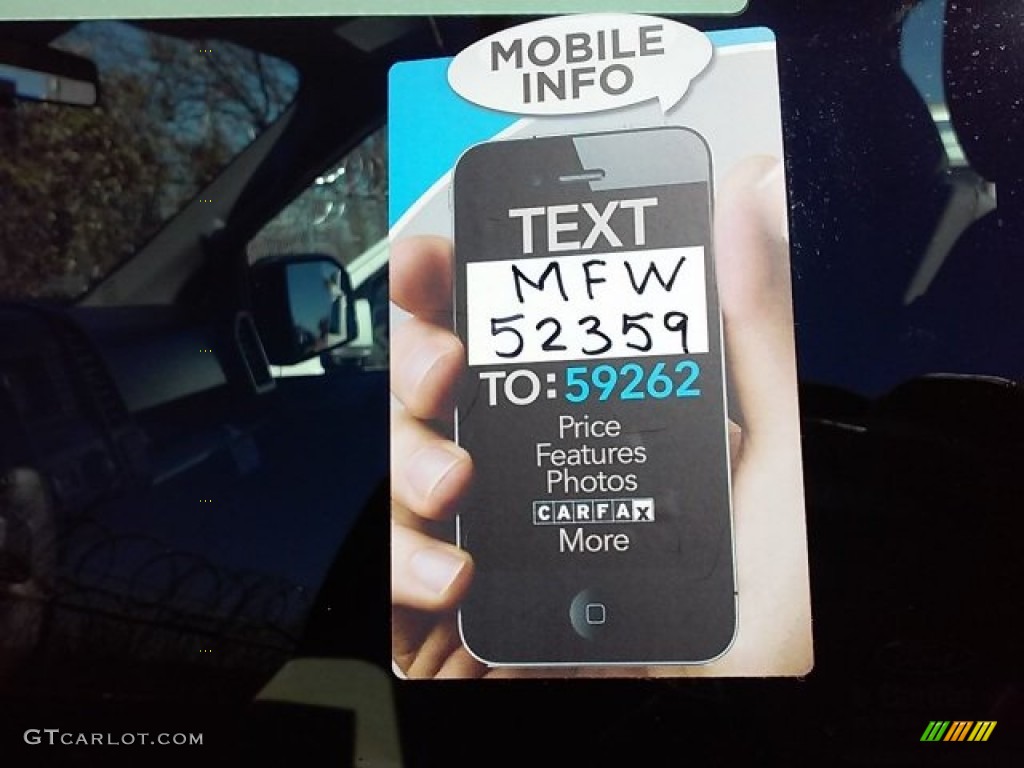 MOBILE
INFO
TEXT
MFW
52359
TO: 59262
Price
Features
Photos
CARFAX
More
GTCARLOT.COM